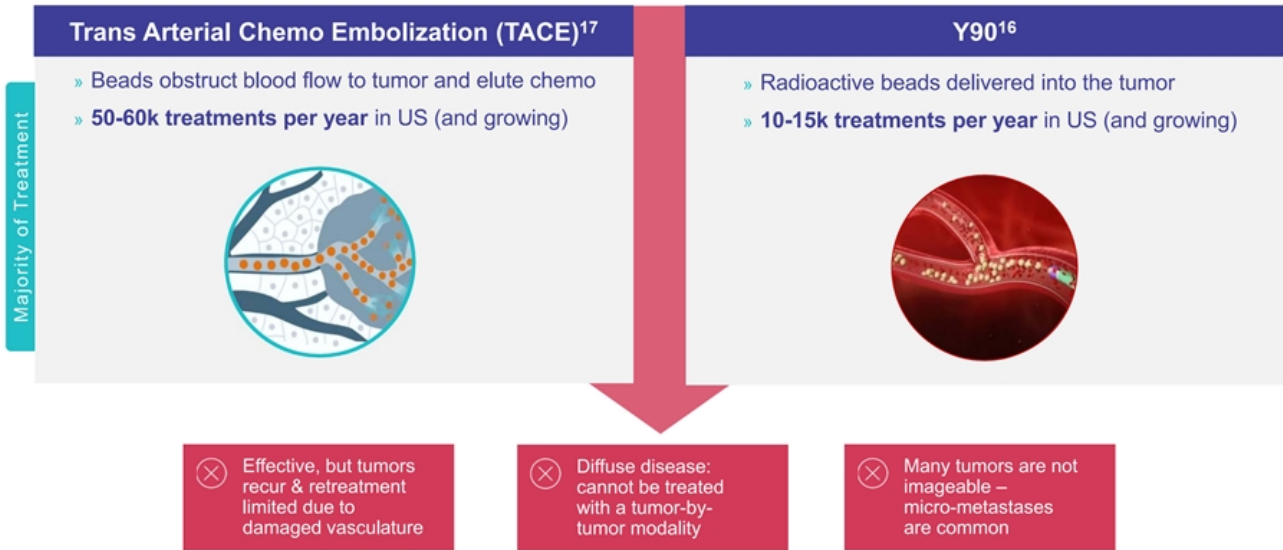 Trans Arterial Chemo Embolization (TACE)17
» Beads obstruct blood flow to tumor and elute chemo
» 50-60k treatments per year in US (and growing)
Y9016
» Radioactive beads delivered into the tumor
» 10-15k treatments per year in US (and growing)
Majority of Treatment
Effective, but tumors
recur & retreatment
limited due to
damaged vasculature
Diffuse disease:
cannot be treated
with a tumor-by-
tumor modality
Many tumors are not
imageable –
micro-metastases
are common